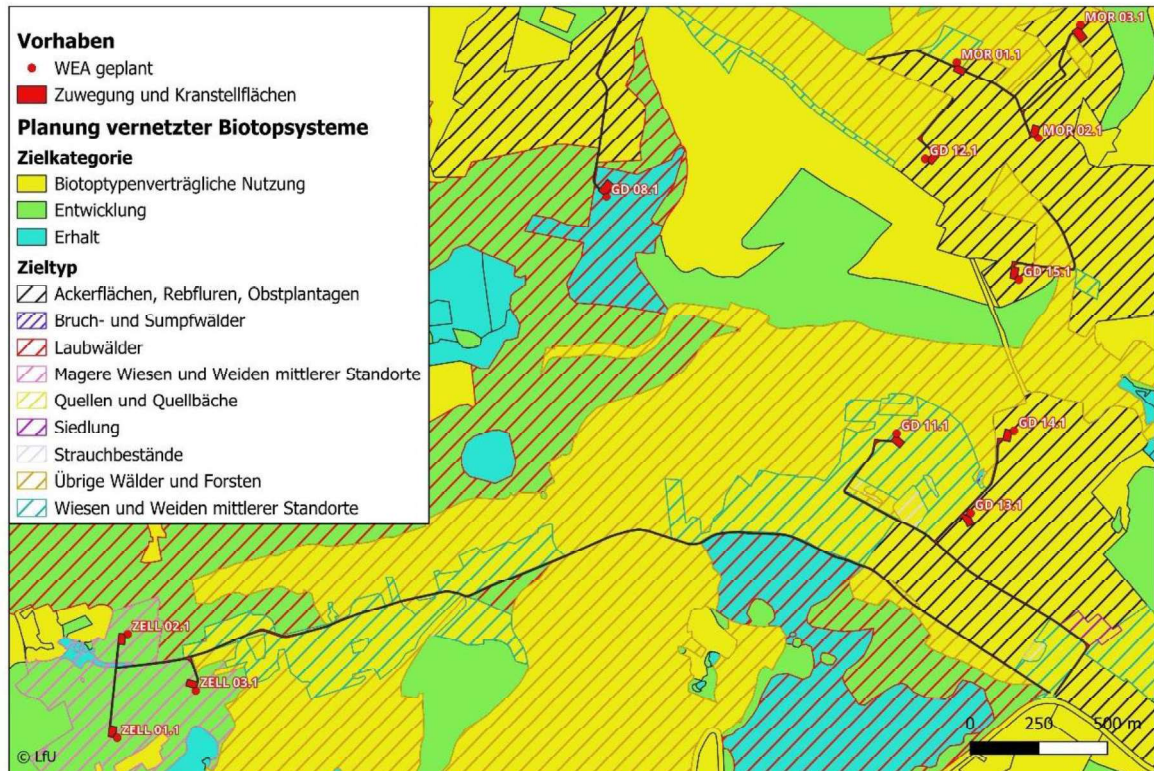 Vorhaben
WEA geplant
Zuwegung und Kranstellflächen
Planung vernetzter Biotopsysteme
Zielkategorie
Biotoptypenverträgliche Nutzung
Entwicklung
Erhalt
Zieltyp
Ackerflächen, Rebfluren, Obstplantagen
Bruch- und Sumpfwälder
Laubwälder
Magere Wiesen und Weiden mittlerer Standorte
Quellen und Quellbäche
Siedlung
Strauchbestände
Übrige Wälder und Forsten
Wiesen und Weiden mittlerer Standorte
MOR 03.1
MOR 01.1
MOR 02.1
GD 12.1
GD 08.1
GD 15.1
GD 11.1
GD 14.1
GD 13.1
ZELL 02.1
ZELL 03.1
ZELL 01.1
0 250 500 m
© LfU